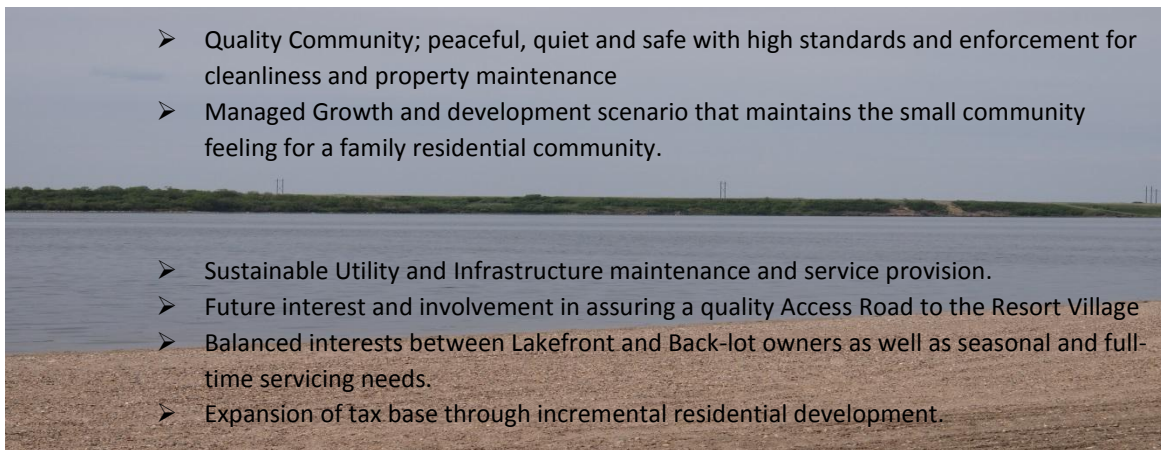 ➢ Quality Community; peaceful, quiet and safe with high standards and enforcement for
cleanliness and property maintenance
➢ Managed Growth and development scenario that maintains the small community
feeling for a family residential community.
➢ Sustainable Utility and Infrastructure maintenance and service provision.
➢ Future interest and involvement in assuring a quality Access Road to the Resort Village
➢ Balanced interests between Lakefront and Back-lot owners as well as seasonal and full-
time servicing needs.
➢ Expansion of tax base through incremental residential development.